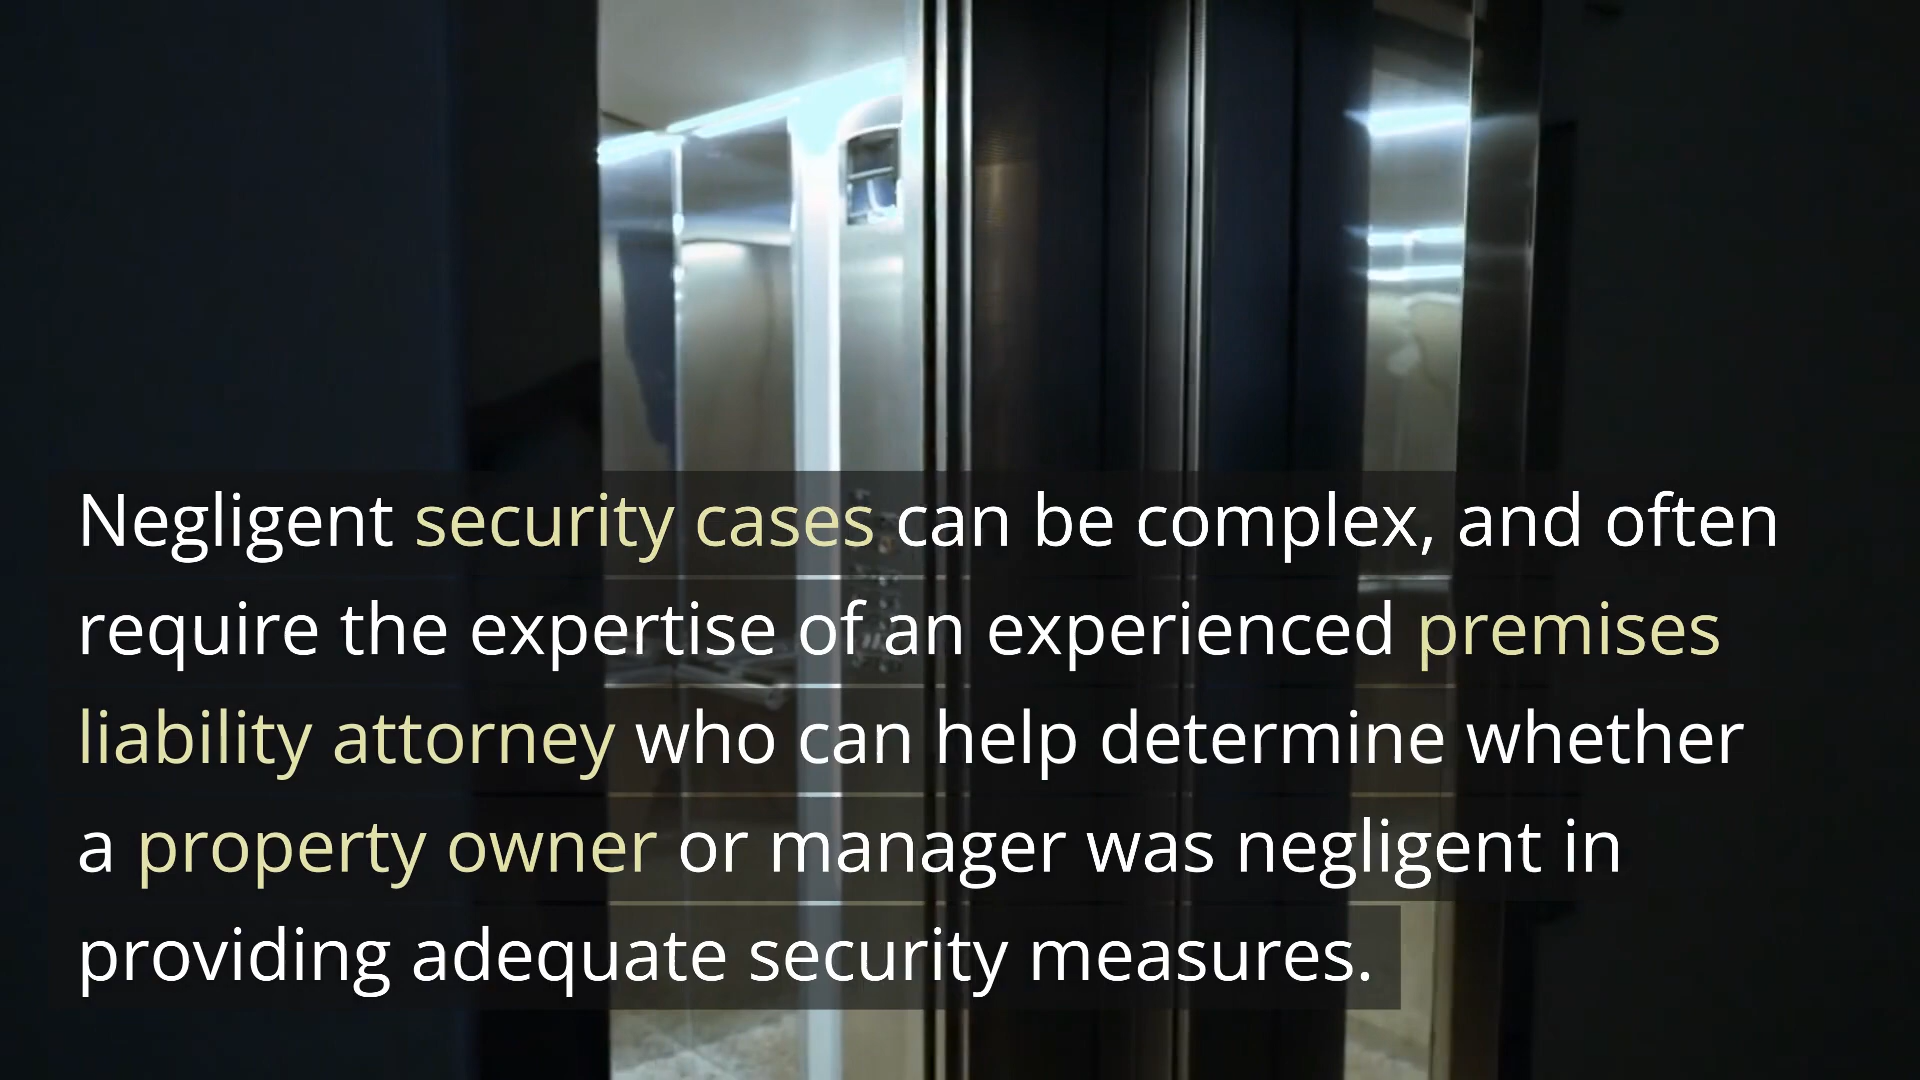 Negligent security cases can be complex, and often
require the expertise of an experienced premises
liability attorney who can help determine whether
a property owner or manager was negligent in
providing adequate security measures.